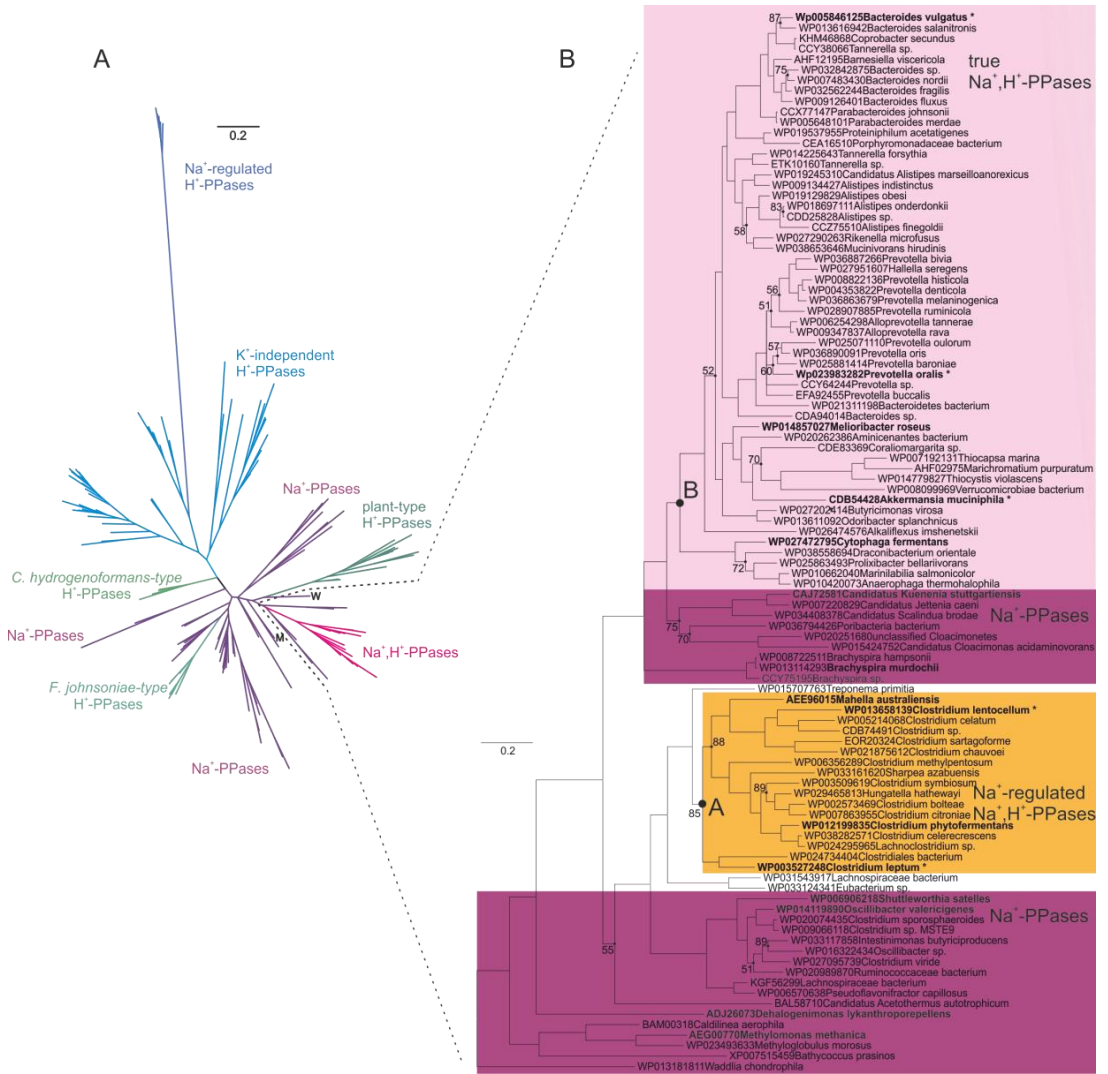 A
0.2
Na⁺-regulated
H⁺-PPases
K⁺-independent
H⁺-PPases
Na⁺-PPases
plant-type
H⁺-PPases
C. hydrogenoformans-type
H⁺-PPases
W
Na⁺-PPases
M
Na⁺,H⁺-PPases
F. johnsoniae-type
H⁺-PPases
Na⁺-PPases
B
true
Na⁺,H⁺-PPases
87
Wp005846125Bacteroides vulgatus *
WP013616942Bacteroides salanitronis
KHM46868Coprobacter secundus
CCY38066Tannerella sp.
AHF12195Barnesiella viscericola
75
WP032842875Bacteroides sp.
WP007483430Bacteroides nordii
WP032562244Bacteroides fragilis
WP009126401Bacteroides fluxus
CCX77147Parabacteroides johnsonii
WP005648101Parabacteroides merdae
WP019537955Proteiniphilum acetatigenes
CEA16510Porphyromonadaceae bacterium
WP014225643Tannerella forsythia
ETK10160Tannerella sp.
WP019245310Candidatus Alistipes marseilloanorexicus
WP009134427Alistipes indistinctus
WP019129829Alistipes obesi
83
WP018697111Alistipes onderdonkii
CDD25828Alistipes sp.
CCZ75510Alistipes finegoldii
58
WP027290263Rikenella microfusus
WP038653646Mucinivorans hirudinis
WP036887266Prevotella bivia
WP027951607Hallella seregens
WP008822136Prevotella histicola
56
WP004353822Prevotella denticola
WP036863679Prevotella melaninogenica
51
WP028907885Prevotella ruminicola
WP006254298Alloprevotella tannerae
WP009347837Alloprevotella rava
WP025071110Prevotella oulorum
57
WP036890091Prevotella oris
WP025881414Prevotella baroniae
60
Wp023983282Prevotella oralis *
52
CCY64244Prevotella sp.
EFA92455Prevotella buccalis
WP021311198Bacteroidetes bacterium
CDA94014Bacteroides sp.
WP014857027Melioribacter roseus
WP020262386Aminicenantes bacterium
CDE83369Coraliomargarita sp.
70
WP007192131Thiocapsa marina
AHF02975Marichromatium purpuratum
WP014779827Thiocystis violascens
WP008099969Verrucomicrobiae bacterium
B
CDB54428Akkermansia muciniphila *
WP027202414Butyricimonas virosa
WP013611092Odoribacter splanchnicus
WP026474576Alkaliflexus imshenetskii
WP027472795Cytophaga fermentans
WP038558694Draconibacterium orientale
72
WP025863493Prolixibacter bellariivorans
WP010662040Marinilabilia salmonicolor
WP010420073Anaerophaga thermohalophila
CAJ72581Candidatus Kuenenia stuttgartiensis
WP007220829Candidatus Jettenia caeni
WP034408378Candidatus Scalindua brodae
Na⁺-PPases
75
WP036794426Poribacteria bacterium
70
WP020251680unclassified Cloacimonetes
WP015424752Candidatus Cloacimonas acidaminovorans
WP008722511Brachyspira hampsonii
WP013114293Brachyspira murdochii
CCY75195Brachyspira sp.
WP015707763Treponema primitia
AEE96015Mahella australiensis
WP013658139Clostridium lentocellum *
WP005214068Clostridium celatum
CDB74491Clostridium sp.
88
EOR20324Clostridium sartagoforme
WP021875612Clostridium chauvoei
0.2
WP006356289Clostridium methylpentosum
WP033161620Sharpea azabuensis
WP003509619Clostridium symbiosum
89
WP029465813Hungatella hathewayi
Na⁺-regulated
Na⁺,H⁺-PPases
WP002573469Clostridium bolteae
A
85
WP007863955Clostridium citroniae
WP012199835Clostridium phytofermentans
WP038282571Clostridium celerecrescens
WP024295965Lachnoclostridium sp.
WP024734404Clostridiales bacterium
WP003527248Clostridium leptum *
WP031543917Lachnospiraceae bacterium
WP033124341Eubacterium sp.
WP006906218Shuttleworthia satelles
WP014119890Oscillibacter valericigenes
Na⁺-PPases
WP020074435Clostridium sporosphaeroides
WP009066118Clostridium sp. MSTE9
89
WP033117858Intestinimonas butyriciproducens
55
WP016322434Oscillibacter sp.
WP027095739Clostridium viride
51
WP020989870Ruminococcaceae bacterium
KGF56299Lachnospiraceae bacterium
WP006570638Pseudoflavonifractor capillosus
BAL58710Candidatus Acetothermus autotrophicum
ADJ26073Dehalogenimonas lykanthroporepellens
BAM00318Caldilinea aerophila
AEG00770Methylomonas methanica
WP023493633Methyloglobulus morosus
XP007515459Bathycoccus prasinos
WP013181811Waddlia chondrophila